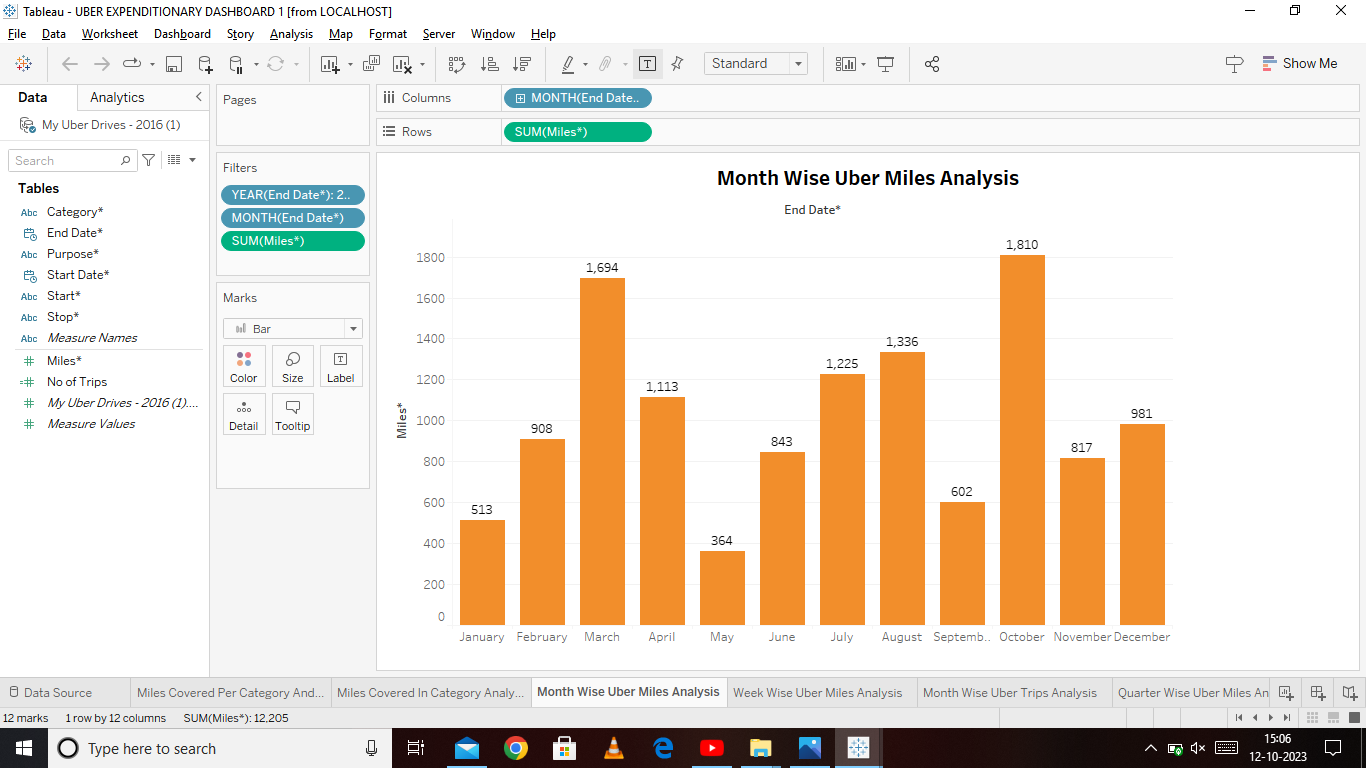 Tableau - UBER EXPENDITIONARY DASHBOARD 1 [from LOCALHOST]
File Data Worksheet Dashboard Story Analysis Map Format Server Window Help
Standard
Show Me
Data Analytics
My Uber Drives - 2016 (1)
Search
Tables
Abc Category*
End Date*
Abc Purpose*
Start Date*
Abc Start*
Abc Stop*
Abc Measure Names
Miles*
No of Trips
My Uber Drives - 2016 (1)....
Measure Values
Pages
Filters
YEAR(End Date*): 2..
MONTH(End Date*)
SUM(Miles*)
Marks
Bar
Color Size Label
Detail Tooltip
Columns MONTH(End Date..
Rows SUM(Miles*)
Month Wise Uber Miles Analysis
End Date*
Miles*
1800
1600
1400
1200
1000
800
600
400
200
0
513 908 1,694 1,113 364 843 1,225 1,336 602 1,810 817 981
January February March April May June July August Septemb.. October November December
Data Source Miles Covered Per Category And... Miles Covered In Category Analy... Month Wise Uber Miles Analysis Week Wise Uber Miles Analysis Month Wise Uber Trips Analysis Quarter Wise Uber Miles An
12 marks 1 row by 12 columns SUM(Miles*): 12,205
Type here to search
15:06
12-10-2023